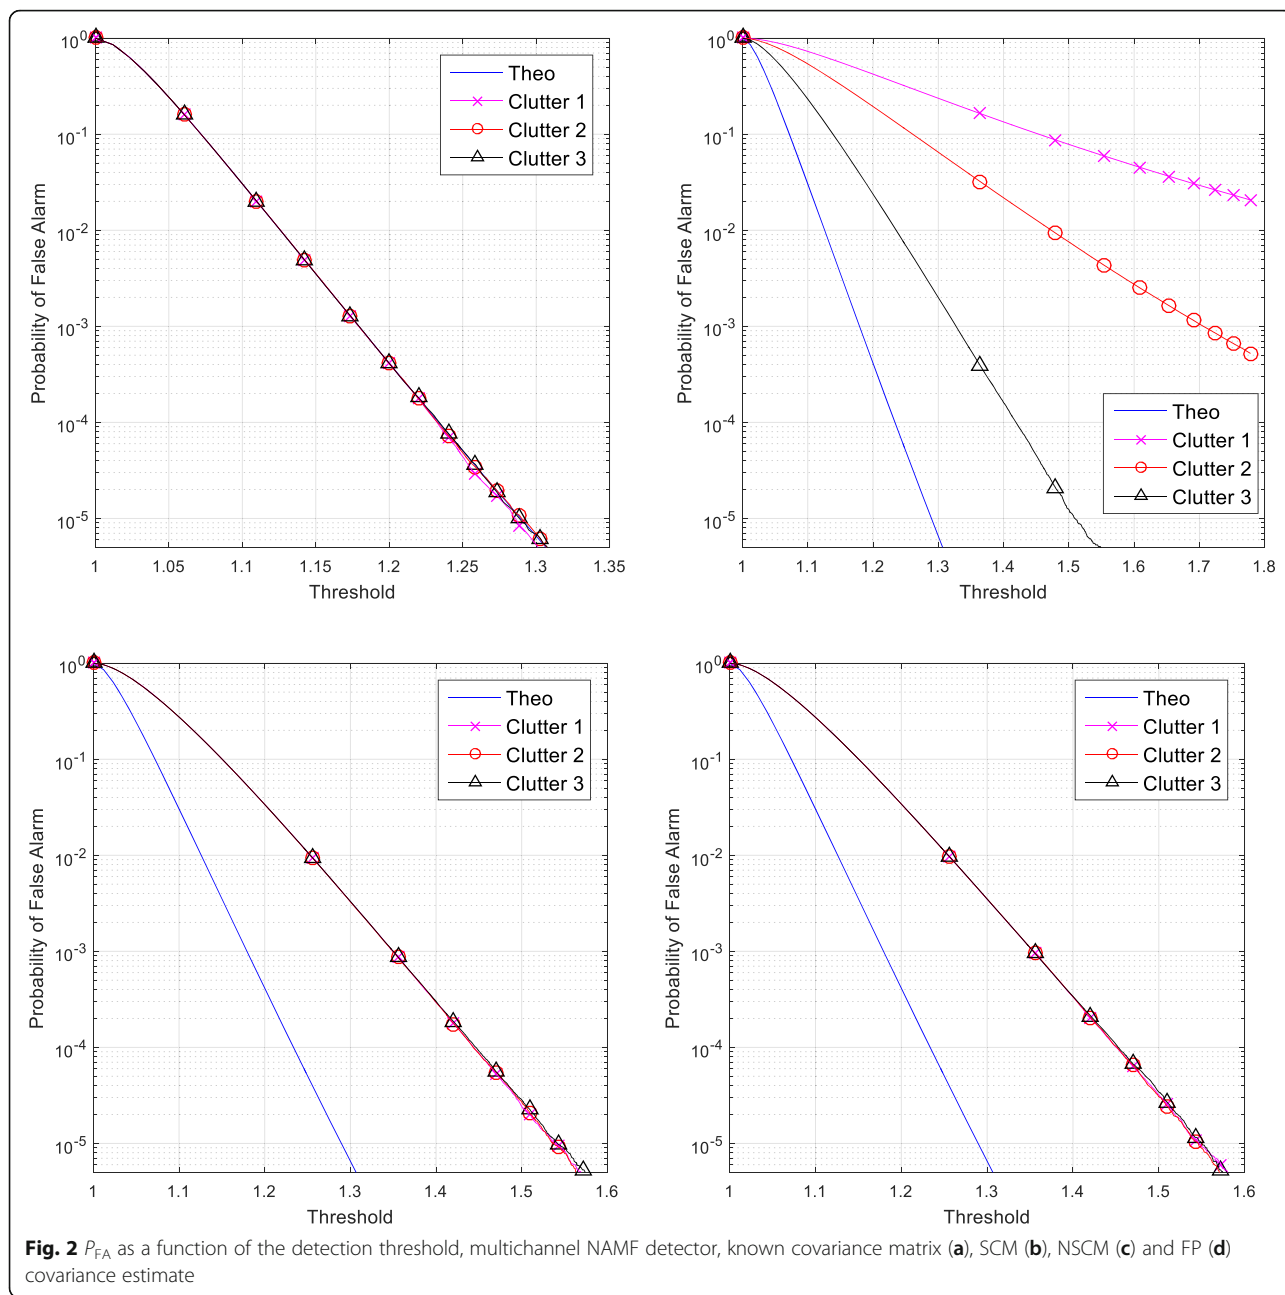 10^0
10^-1
10^-2
10^-3
10^-4
10^-5
Probability of False Alarm
1 1.05 1.1 1.15 1.2 1.25 1.3 1.35
Threshold
Theo
Clutter 1
Clutter 2
Clutter 3
10^0
10^-1
10^-2
10^-3
10^-4
10^-5
Probability of False Alarm
1 1.1 1.2 1.3 1.4 1.5 1.6 1.7 1.8
Threshold
Theo
Clutter 1
Clutter 2
Clutter 3
10^0
10^-1
10^-2
10^-3
10^-4
10^-5
Probability of False Alarm
1 1.1 1.2 1.3 1.4 1.5 1.6
Threshold
Theo
Clutter 1
Clutter 2
Clutter 3
10^0
10^-1
10^-2
10^-3
10^-4
10^-5
Probability of False Alarm
1 1.1 1.2 1.3 1.4 1.5 1.6
Threshold
Theo
Clutter 1
Clutter 2
Clutter 3
Fig. 2 P_FA as a function of the detection threshold, multichannel NAMF detector, known covariance matrix (a), SCM (b), NSCM (c) and FP (d)
covariance estimate